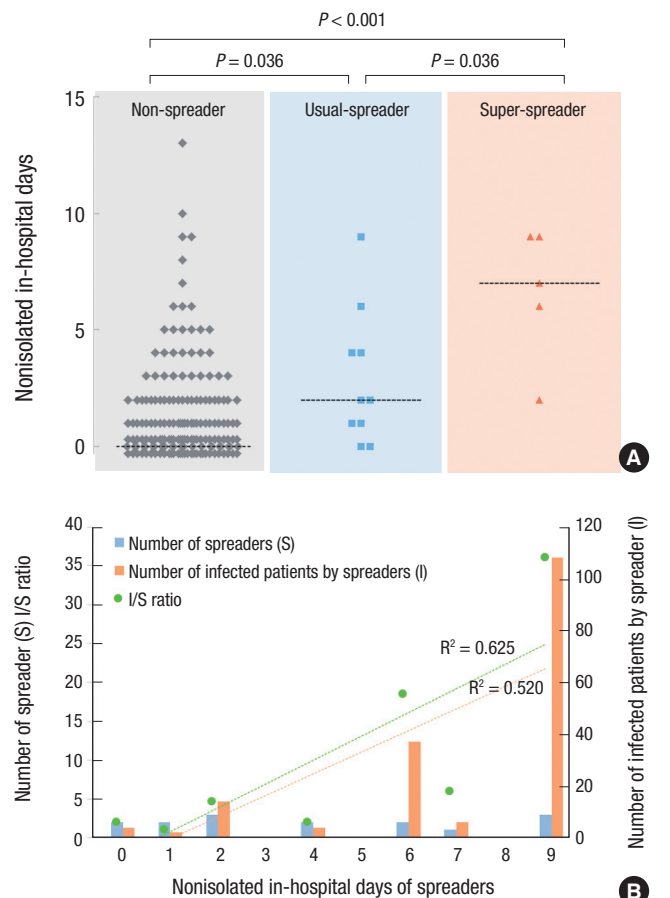 P < 0.001
P = 0.036 P = 0.036
Non-spreader Usual-spreader Super-spreader
15
10
5
0
Nonisolated in-hospital days
A
40
35
30
25
20
15
10
5
0
Number of spreader (S) I/S ratio
Number of spreaders (S)
Number of infected patients by spreaders (I)
I/S ratio
R² = 0.625
R² = 0.520
120
100
80
60
40
20
0
Number of infected patients by spreader (I)
0 1 2 3 4 5 6 7 8 9
Nonisolated in-hospital days of spreaders
B